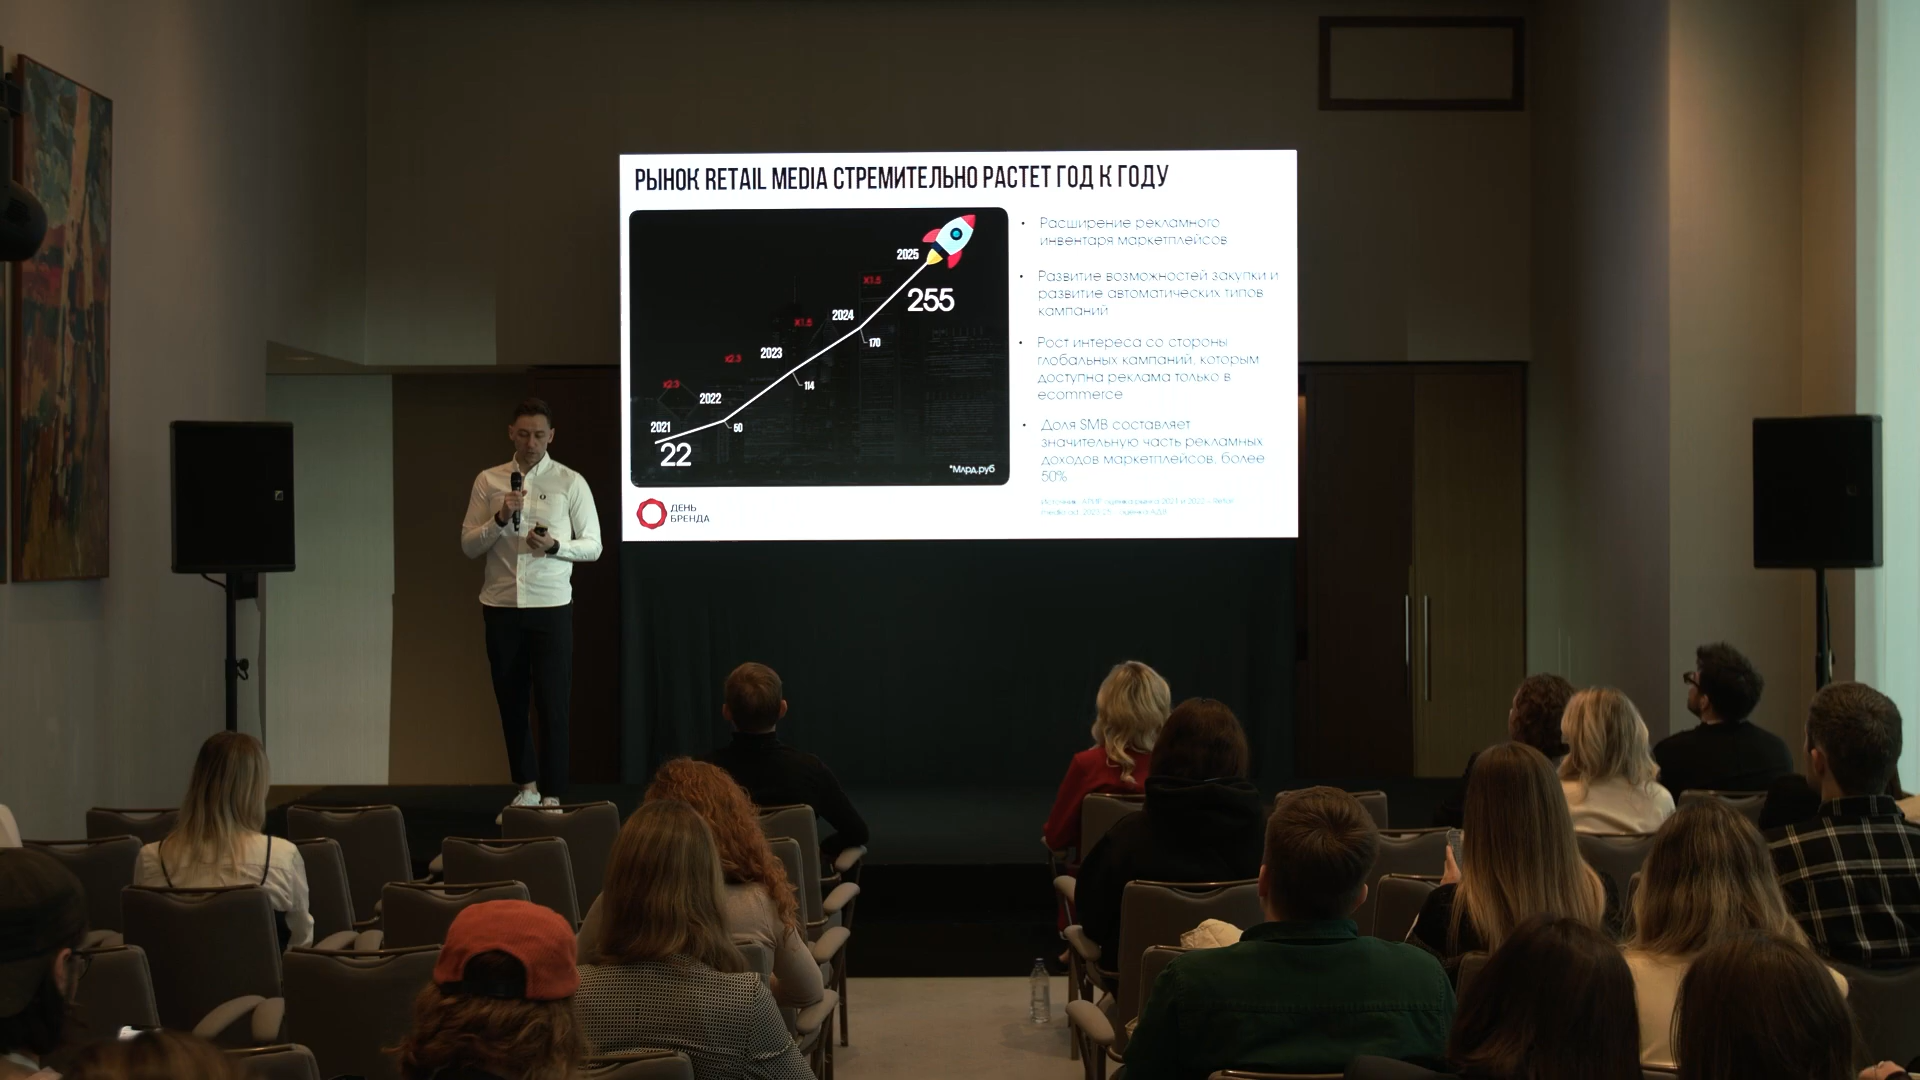 РЫНОК RETAIL MEDIA СТРЕМИТЕЛЬНО РАСТЕТ ГОД К ГОДУ
2025
255
X1.5
2024
170
X1.5
2023
114
x2.3
2022
60
x2.3
2021
22
*Млрд.руб
• Расширение рекламного
инвентаря маркетплейсов
• Развитие возможностей закупки и
развитие автоматических типов
кампаний
• Рост интереса со стороны
глобальных кампаний, которым
доступна реклама только в
ecommerce
• Доля SMB составляет
значительную часть рекламных
доходов маркетплейсов, более
50%
ДЕНЬ
БРЕНДА